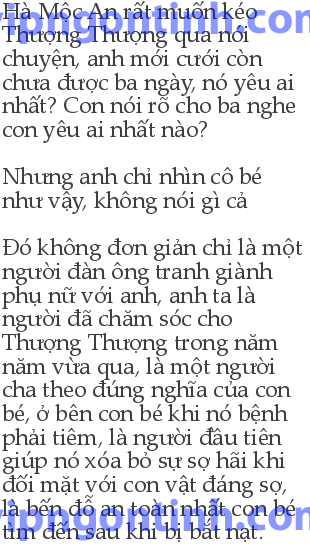 Hà Mộc An rất muốn kéo
Thượng Thượng qua nói
chuyện, anh mới cưới còn
chưa được ba ngày, nó yêu ai
nhất? Con nói rõ cho ba nghe
con yêu ai nhất nào?

Nhưng anh chỉ nhìn cô bé
như vậy, không nói gì cả

Đó không đơn giản chỉ là một
người đàn ông tranh giành
phụ nữ với anh, anh ta là
người đã chăm sóc cho
Thượng Thượng trong năm
năm vừa qua, là một người
cha theo đúng nghĩa của con
bé, ở bên con bé khi nó bệnh
phải tiêm, là người đầu tiên
giúp nó xóa bỏ sự sợ hãi khi
đối mặt với con vật đáng sợ,
là bến đỗ an toàn nhất con bé
tìm đến sau khi bị bắt nạt.